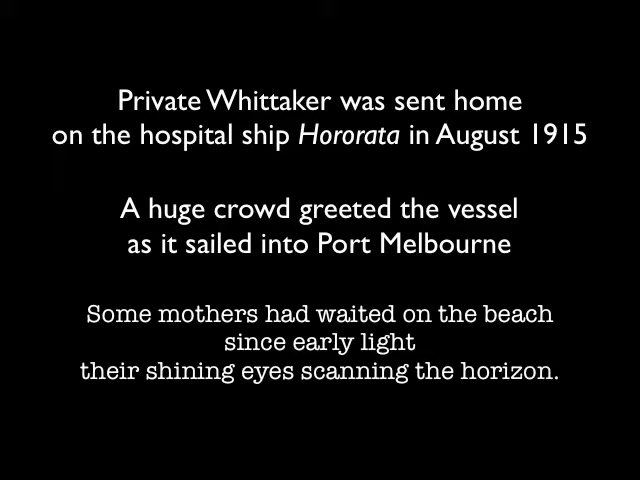 Private Whittaker was sent home
on the hospital ship Hororata in August 1915
A huge crowd greeted the vessel
as it sailed into Port Melbourne
Some mothers had waited on the beach
since early light
their shining eyes scanning the horizon.